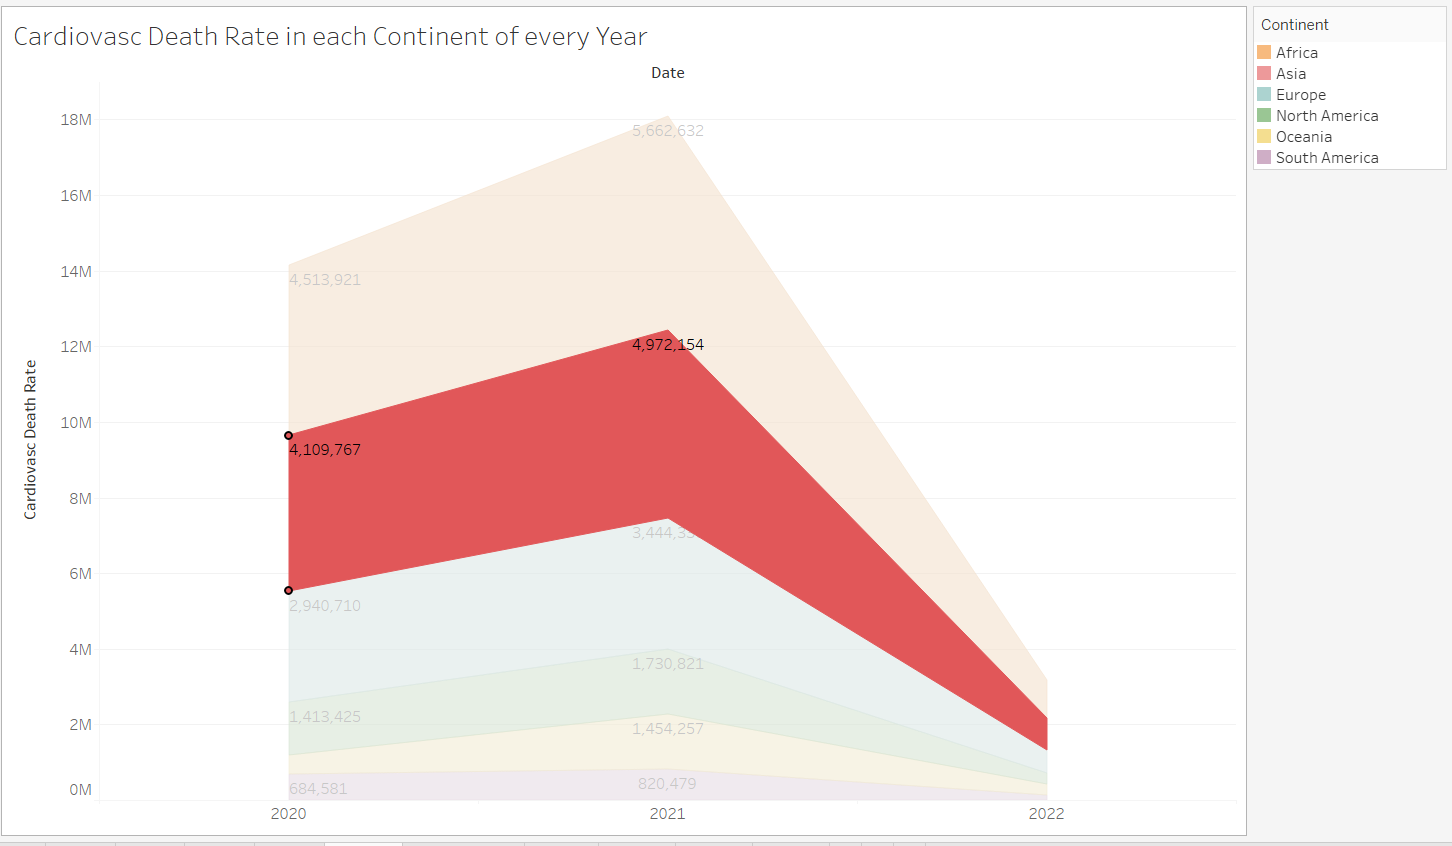 Cardiovasc Death Rate in each Continent of every Year
Date
Cardiovasc Death Rate
18M
16M
14M
12M
10M
8M
6M
4M
2M
0M
5,662,632
4,513,921
4,972,154
4,109,767
2,940,710
1,730,821
1,413,425
1,454,257
684,581
820,479
2020
2021
2022
Continent
Africa
Asia
Europe
North America
Oceania
South America